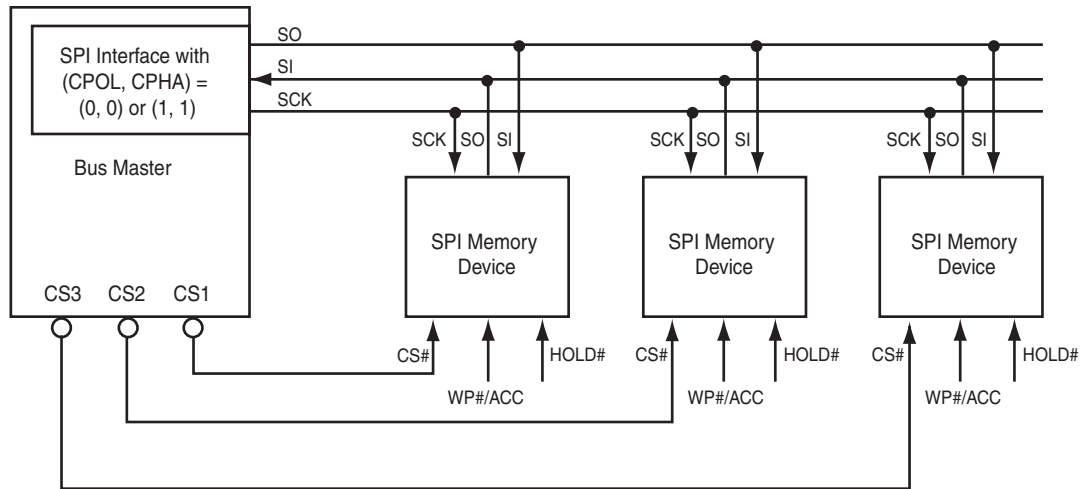 SO
SPI Interface with
(CPOL, CPHA) =
(0, 0) or (1, 1)
SI
SCK
Bus Master
SCK SO SI
SCK SO SI
SCK SO SI
SPI Memory
Device
SPI Memory
Device
SPI Memory
Device
CS3 CS2 CS1
CS#
HOLD#
CS#
HOLD#
CS#
HOLD#
WP#/ACC
WP#/ACC
WP#/ACC